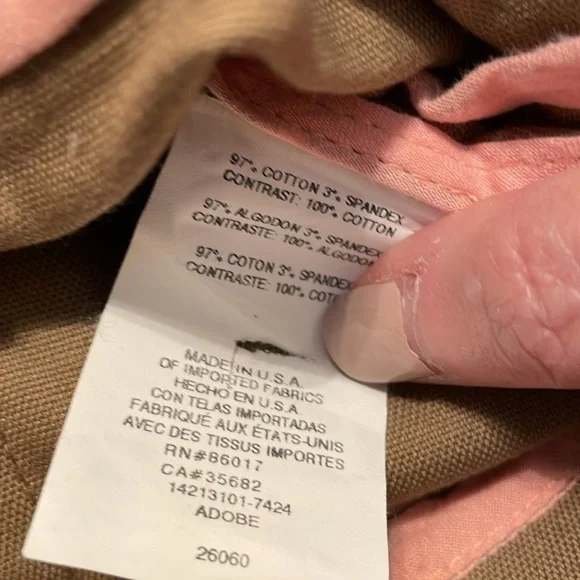 97% COTTON 3% SPANDEX
CONTRAST: 100% COTTON
97% ALGODON 3% SPANDEX
CONTRASTE: 100% ALGODON
97% COTON 3% SPANDEX
CONTRASTE: 100%
MADE IN U.S.A.
OF IMPORTED FABRICS
HECHO EN U.S.A.
CON TELAS IMPORTADAS
FABRIQUÉ AUX ÉTATS-UNIS
AVEC DES TISSUS IMPORTES
RN#86017
CA#35682
14213101-7424
ADOBE
26060